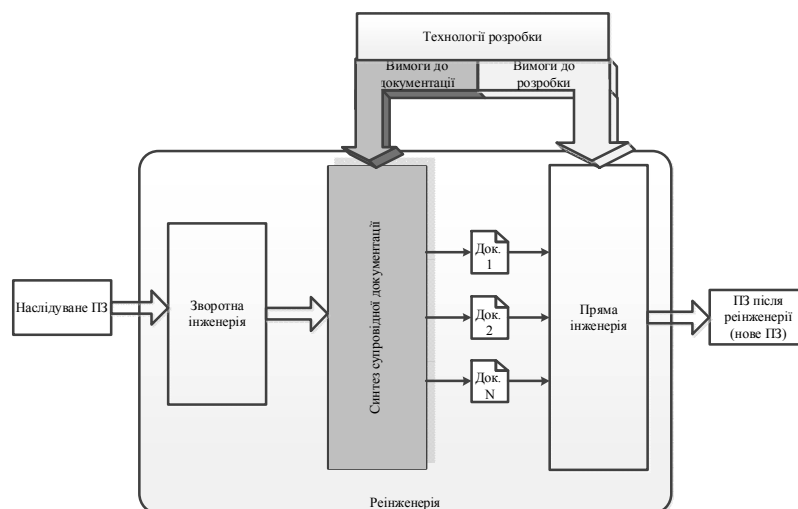 Технології розробки
Вимоги до
документації
Вимоги до
розробки
Наслідуване ПЗ
Зворотна
інженерія
Синтез супровідної документації
Док.
1
Док.
2
Док.
N
Пряма
інженерія
ПЗ після
реінженерії
(нове ПЗ)
Реінженерія